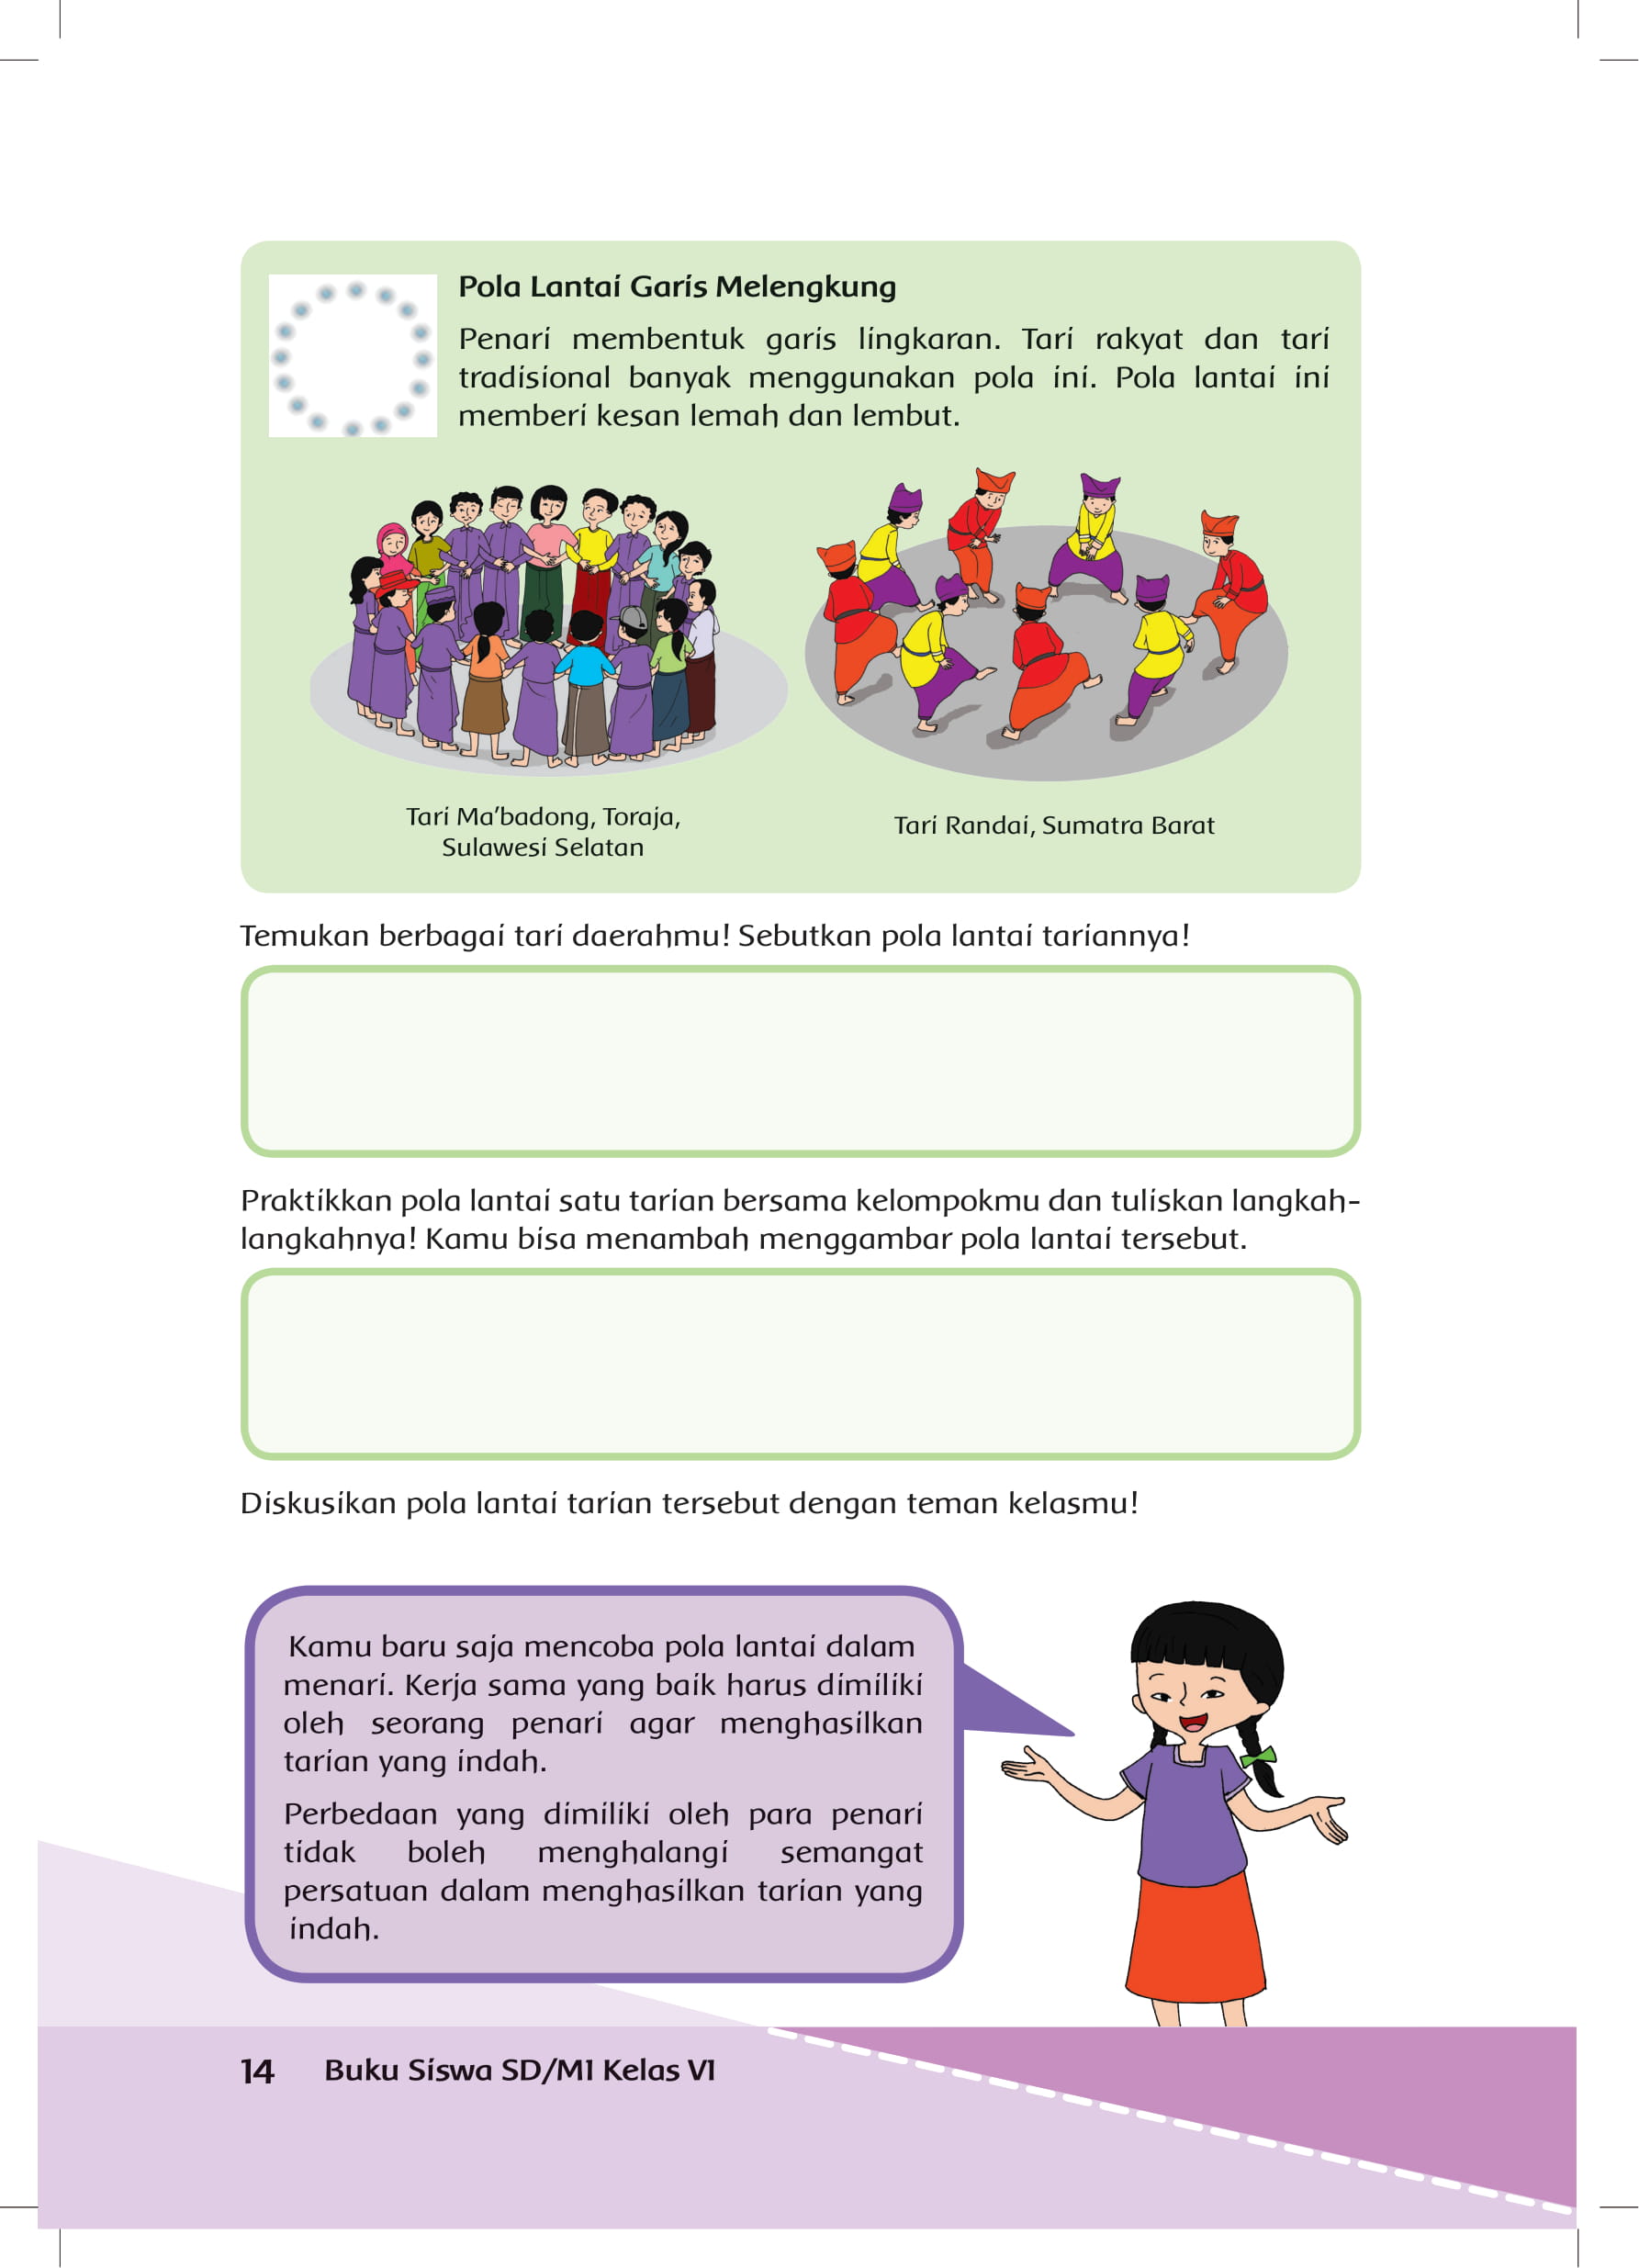 Pola Lantai Garis Melengkung
Penari membentuk garis lingkaran. Tari rakyat dan tari
tradisional banyak menggunakan pola ini. Pola lantai ini
memberi kesan lemah dan lembut.
Tari Ma'badong, Toraja,
Sulawesi Selatan
Tari Randai, Sumatra Barat
Temukan berbagai tari daerahmu! Sebutkan pola lantai tariannya!
Praktikkan pola lantai satu tarian bersama kelompokmu dan tuliskan langkah-
langkahnya! Kamu bisa menambah menggambar pola lantai tersebut.
Diskusikan pola lantai tarian tersebut dengan teman kelasmu!
Kamu baru saja mencoba pola lantai dalam
menari. Kerja sama yang baik harus dimiliki
oleh seorang penari agar menghasilkan
tarian yang indah.
Perbedaan yang dimiliki oleh para penari
tidak boleh menghalangi semangat
persatuan dalam menghasilkan tarian yang
indah.
14 Buku Siswa SD/MI Kelas VI